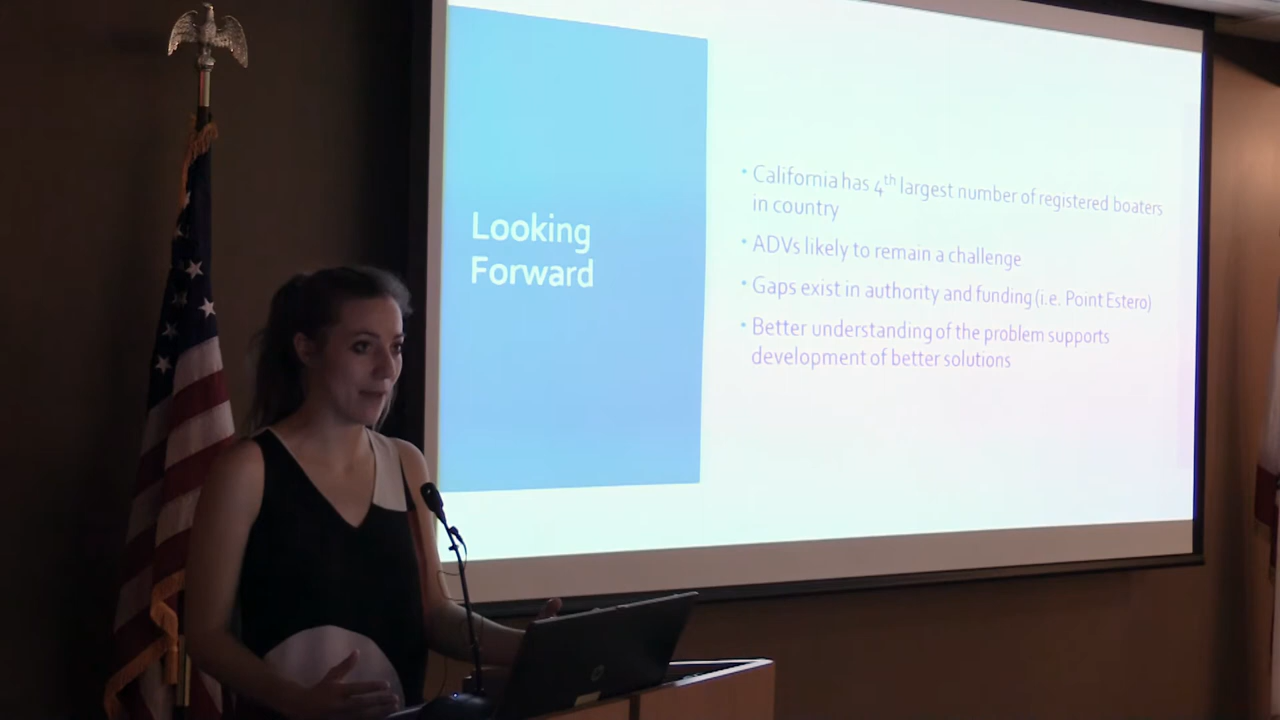 Looking
Forward
• California has 4th largest number of registered boaters
in country
• ADVs likely to remain a challenge
• Gaps exist in authority and funding (i.e. Point Estero)
• Better understanding of the problem supports
development of better solutions